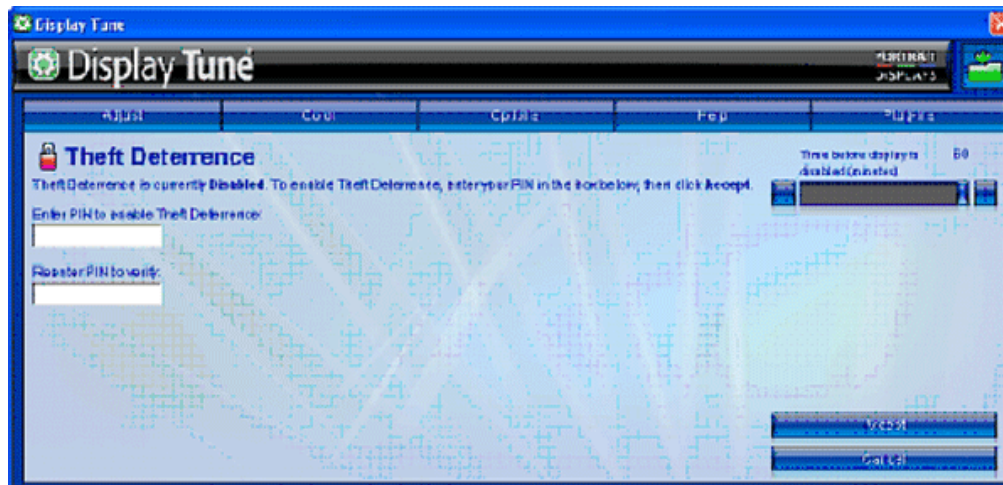 Display Tune
Display Tune
PORTRAIT
DISPLAYS
Adjust Color Options Help Plug-ins
Theft Deterrence
Theft Deterrence is currently Disabled. To enable Theft Deterrence, enter your PIN in the box below, then click Accept.
Enter PIN to enable Theft Deterrence:
Reenter PIN to verify:
Time before display is 60
disabled (minutes)
Accept
Cancel